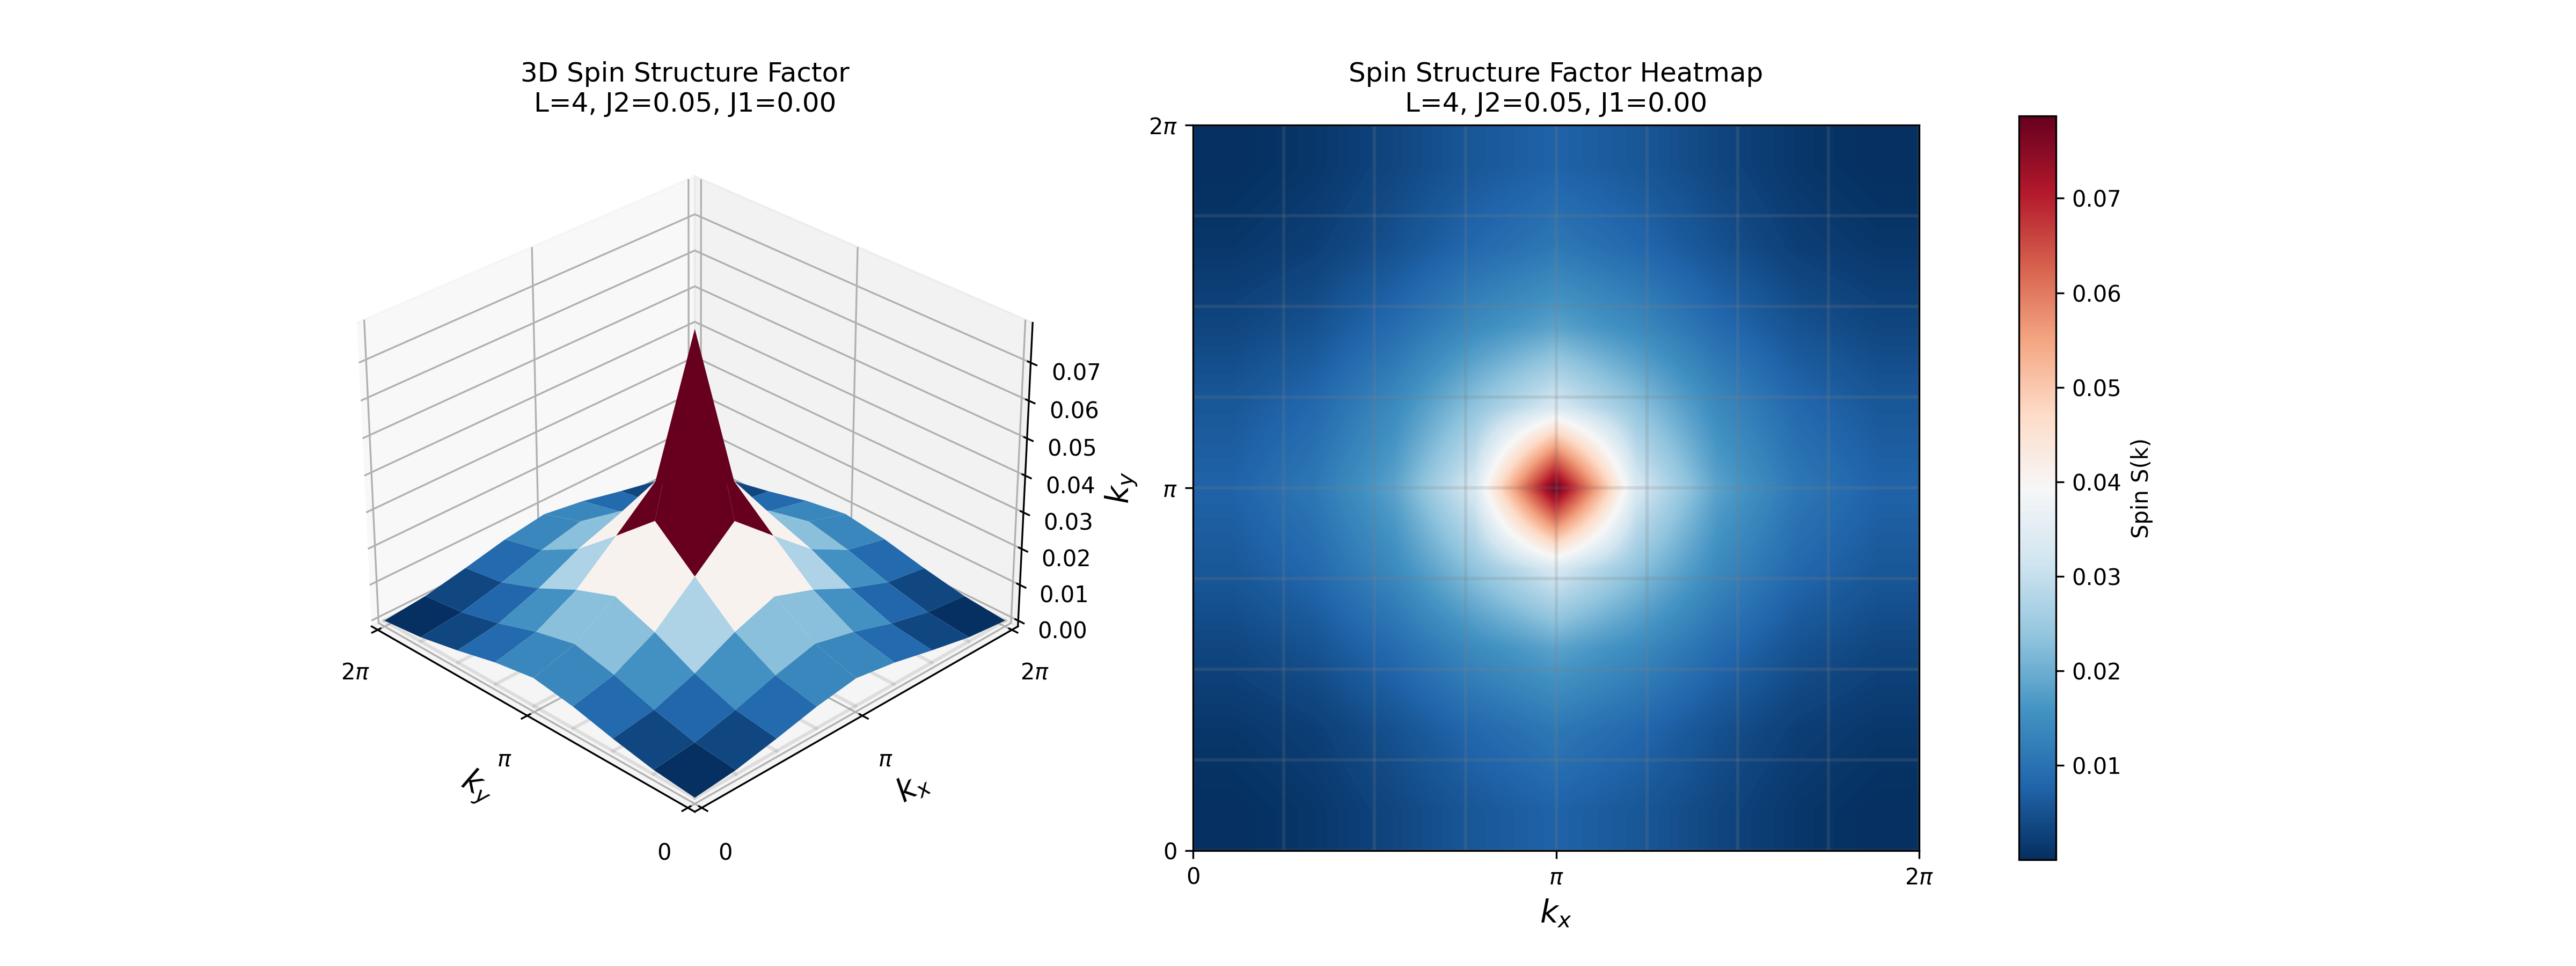 3D Spin Structure Factor
L=4, J2=0.05, J1=0.00
0.07
0.06
0.05
0.04
0.03
0.02
0.01
0.00
2π
π
0
k_y
0
π
2π
k_x
Spin Structure Factor Heatmap
L=4, J2=0.05, J1=0.00
2π
π
0
k_y
0
π
2π
k_x
0.07
0.06
0.05
0.04
0.03
0.02
0.01
Spin S(k)